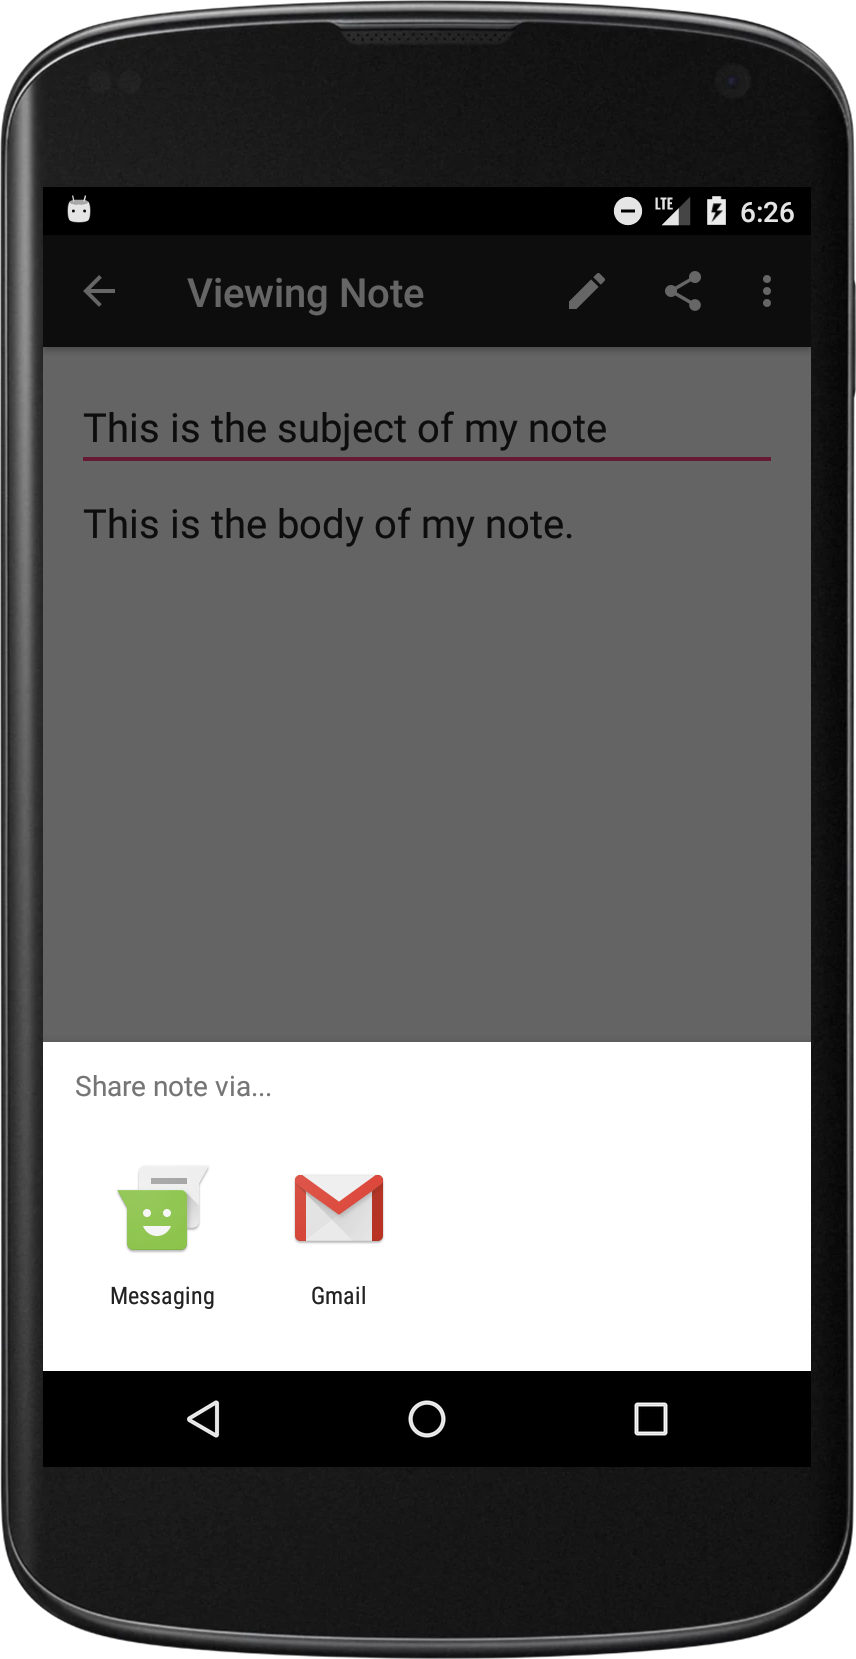 LTE 6:26
Viewing Note
This is the subject of my note
This is the body of my note.
Share note via...
Messaging Gmail